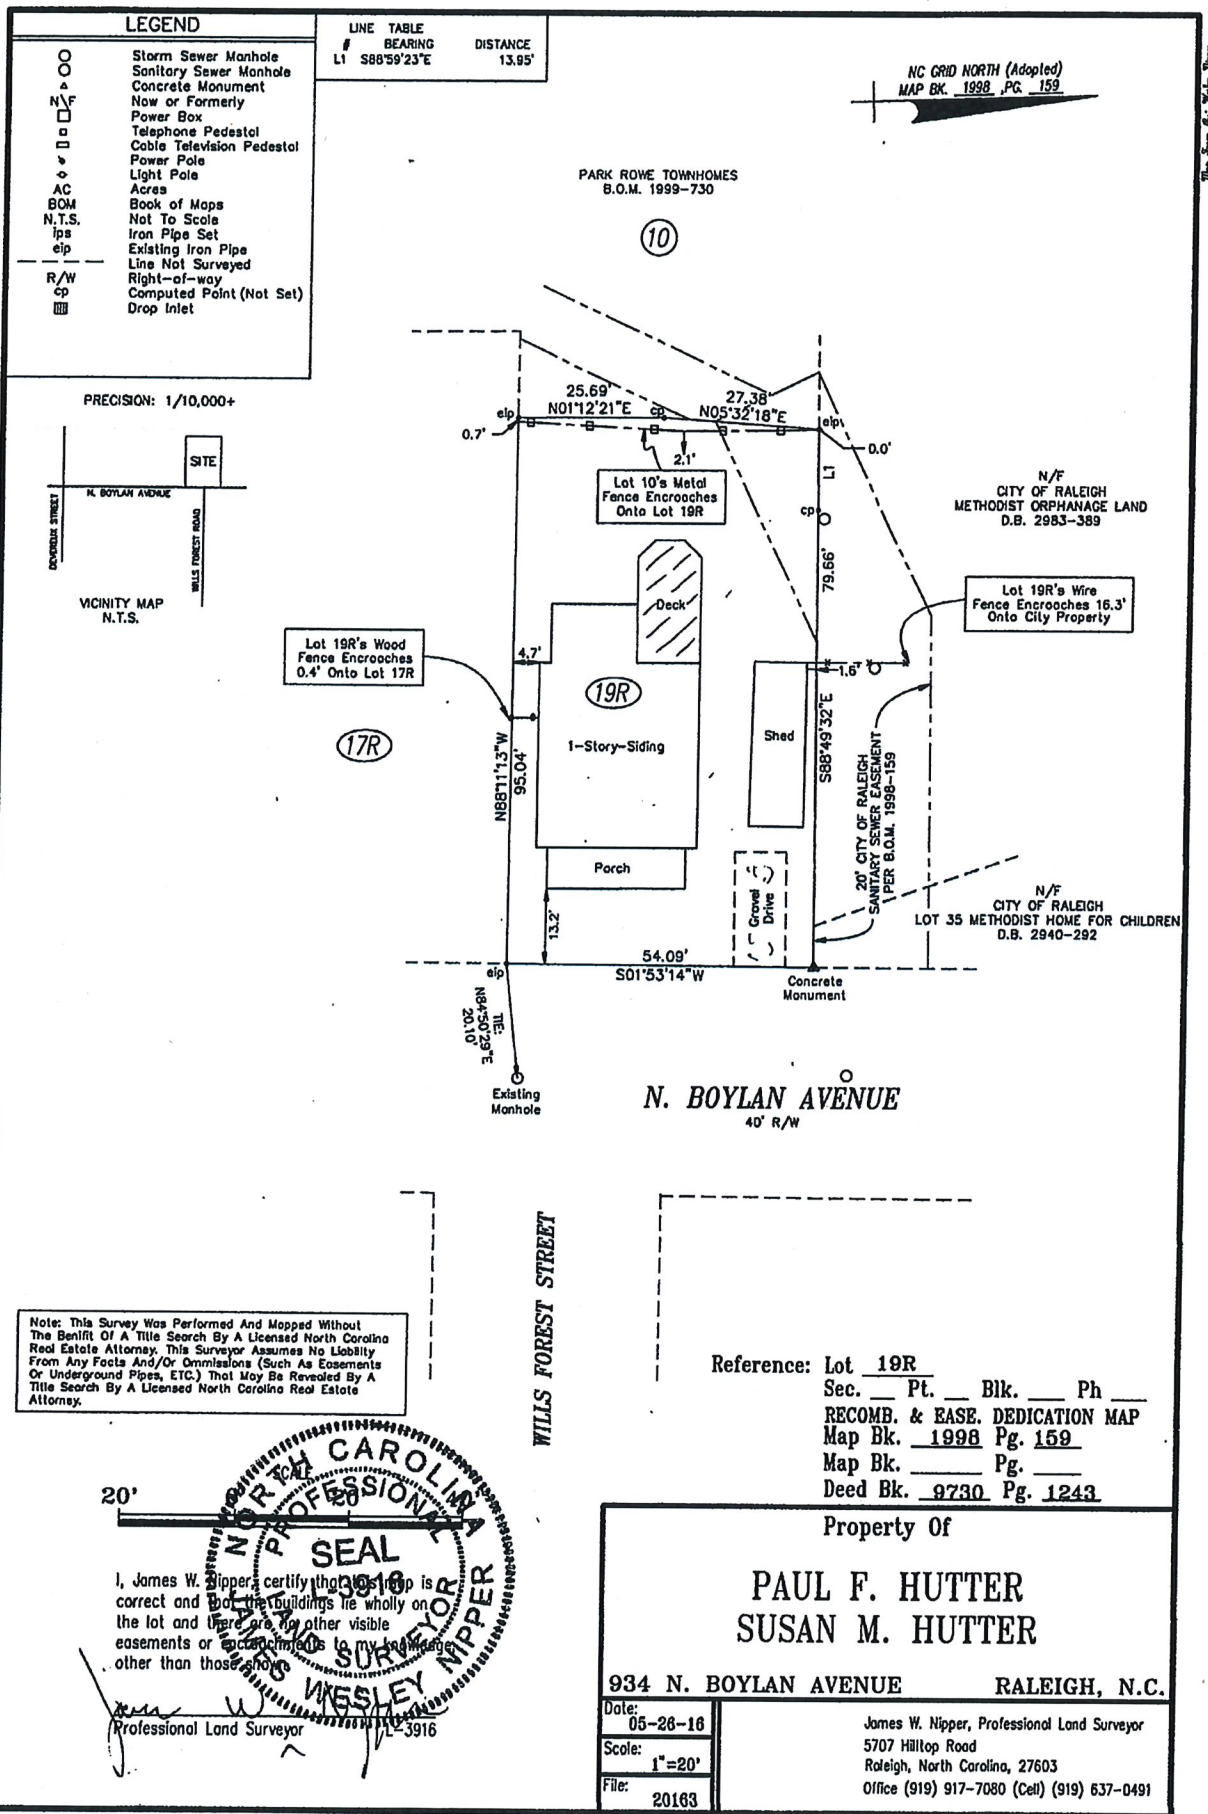 LEGEND
Storm Sewer Manhole
Sanitary Sewer Manhole
Concrete Monument
N\F Now or Formerly
Power Box
Telephone Pedestal
Cable Television Pedestal
Power Pole
Light Pole
AC Acres
BOM Book of Maps
N.T.S. Not To Scale
ips Iron Pipe Set
eip Existing Iron Pipe
Line Not Surveyed
R/W Right-of-way
cp Computed Point (Not Set)
Drop Inlet
LINE TABLE
# BEARING DISTANCE
L1 S88°59'23"E 13.95'
NC GRID NORTH (Adopted)
MAP BK. 1998 ,PG. 159
PARK ROWE TOWNHOMES
B.O.M. 1999-730
10
PRECISION: 1/10,000+
SITE
N. BOYLAN AVENUE
DEVEREUX STREET
WILLS FOREST ROAD
VICINITY MAP
N.T.S.
25.69'
N01°12'21"E
27.38'
N05°32'18"E
eip
cp
eip
0.7'
0.0'
2.1'
L1
Lot 10's Metal
Fence Encroaches
Onto Lot 19R
cp
79.66'
N/F
CITY OF RALEIGH
METHODIST ORPHANAGE LAND
D.B. 2983-389
Lot 19R's Wire
Fence Encroaches 16.3'
Onto City Property
Deck
Lot 19R's Wood
Fence Encroaches
0.4' Onto Lot 17R
4.7'
1.6'
19R
17R
1-Story-Siding
Shed
N88°11'13"W
95.04'
S88°49'32"E
20' CITY OF RALEIGH
SANITARY SEWER EASEMENT
PER B.O.M. 1998-159
Porch
Gravel
Drive
13.2'
N/F
CITY OF RALEIGH
LOT 35 METHODIST HOME FOR CHILDREN
D.B. 2940-292
54.09'
S01°53'14"W
eip
Concrete
Monument
TIE:
N84°50'29"E
20.10'
Existing
Manhole
N. BOYLAN AVENUE
40' R/W
WILLS FOREST STREET
Note: This Survey Was Performed And Mapped Without
The Benifit Of A Title Search By A Licensed North Carolina
Real Estate Attorney. This Surveyor Assumes No Liability
From Any Facts And/Or Ommissions (Such As Easements
Or Underground Pipes, ETC.) That May Be Revealed By A
Title Search By A Licensed North Carolina Real Estate
Attorney.
Reference: Lot 19R
Sec. __ Pt. __ Blk. ___ Ph ___
RECOMB. & EASE. DEDICATION MAP
Map Bk. 1998 Pg. 159
Map Bk. ______ Pg. ____
Deed Bk. 9730 Pg. 1243
SCALE
20' 0 20'
NORTH CAROLINA
PROFESSIONAL
SEAL
L-3916
LAND SURVEYOR
JAMES WESLEY NIPPER
I, James W. Nipper, certify that this map is
correct and that the buildings lie wholly on
the lot and there are no other visible
easements or encroachments to my knowledge
other than those shown.
Professional Land Surveyor L-3916
Property Of
PAUL F. HUTTER
SUSAN M. HUTTER
934 N. BOYLAN AVENUE RALEIGH, N.C.
Date:
05-26-16
Scale:
1"=20'
File:
20163
James W. Nipper, Professional Land Surveyor
5707 Hilltop Road
Raleigh, North Carolina, 27603
Office (919) 917-7080 (Cell) (919) 637-0491